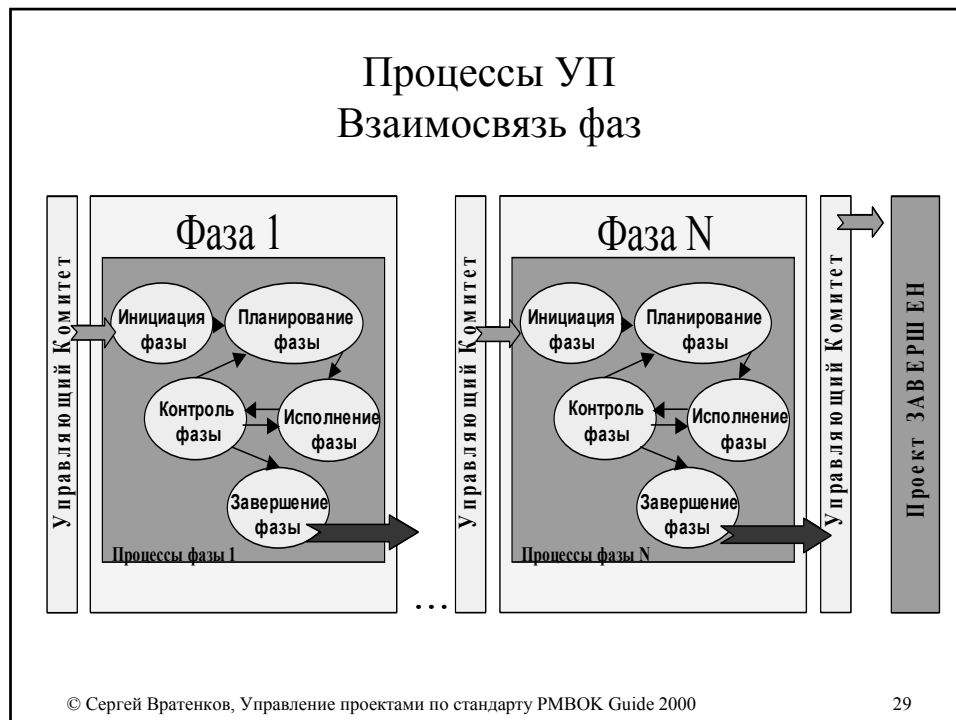 Процессы УП
Взаимосвязь фаз
Управляющий Комитет
Фаза 1
Инициация
фазы
Планирование
фазы
Контроль
фазы
Исполнение
фазы
Завершение
фазы
Процессы фазы 1
...
Управляющий Комитет
Фаза N
Инициация
фазы
Планирование
фазы
Контроль
фазы
Исполнение
фазы
Завершение
фазы
Процессы фазы N
Управляющий Комитет
Проект ЗАВЕРШЕН
© Сергей Вратенков, Управление проектами по стандарту PMBOK Guide 2000
29